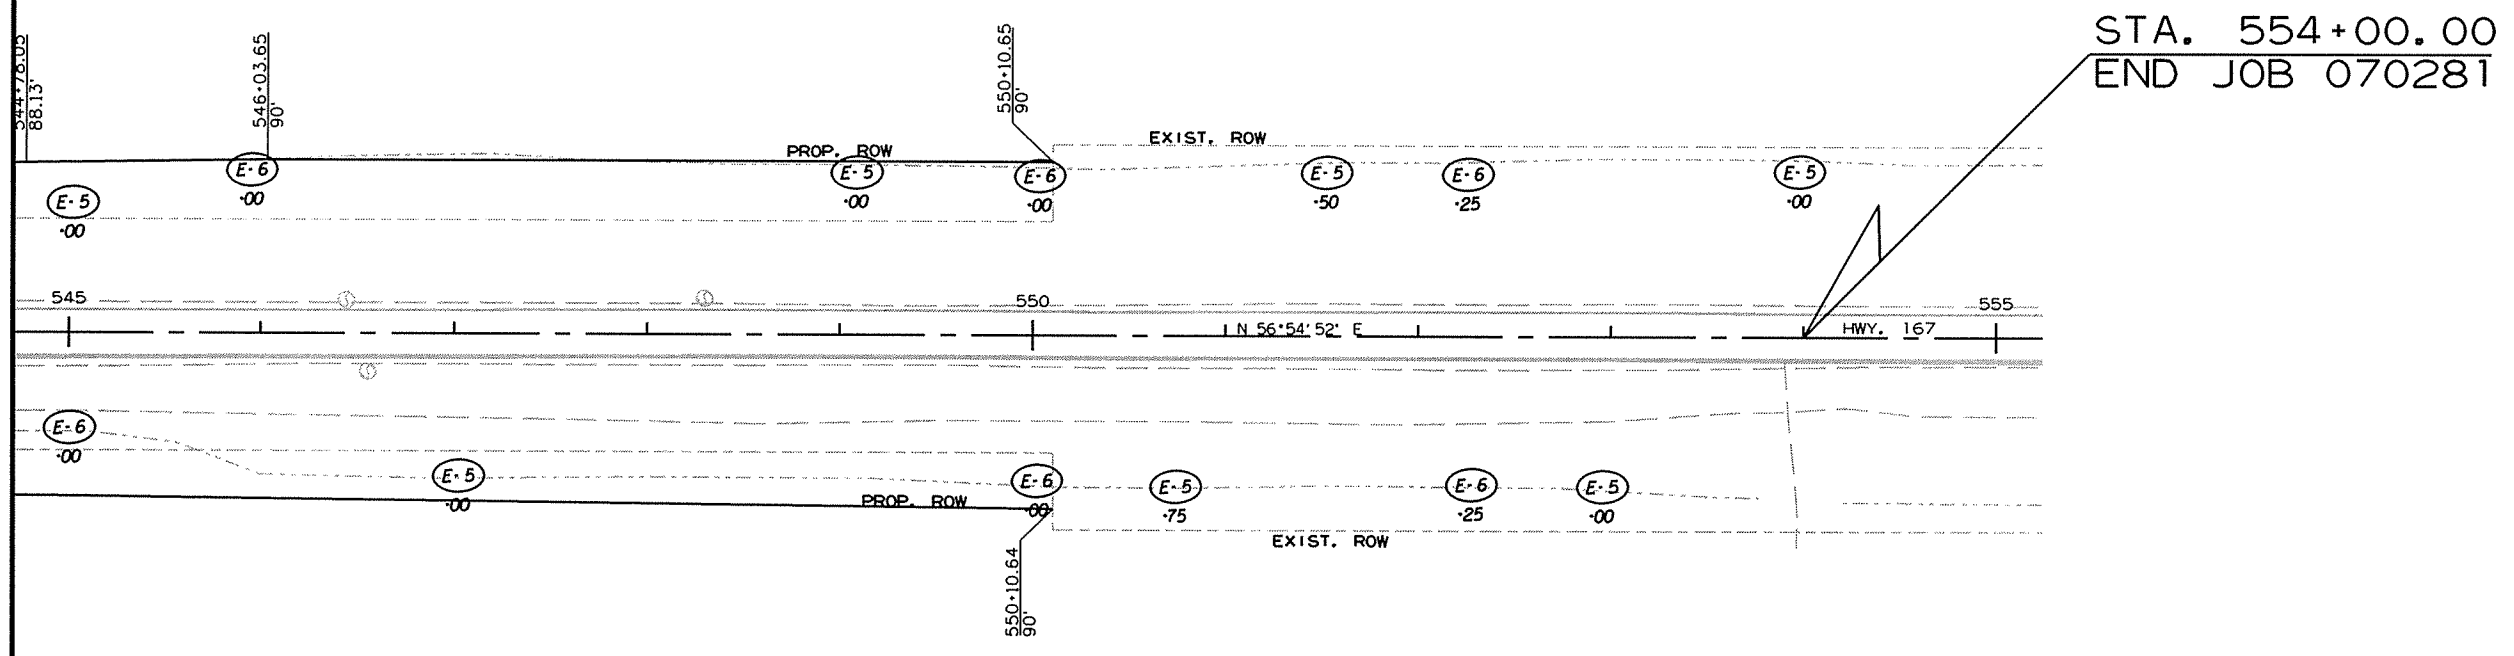 STA. 554+00.00
END JOB 070281
544+78.05
88.13'
546+03.65
90'
550+10.65
90'
PROP. ROW
EXIST. ROW
E-6
.00
E-5
.00
E-6
.00
E-5
.50
E-6
.25
E-5
.00
E-5
.00
545
550
555
N 56°54'52" E
HWY. 167
E-6
.00
E-5
.00
E-6
.00
E-5
.75
E-6
.25
E-5
.00
PROP. ROW
EXIST. ROW
550+10.64
90'